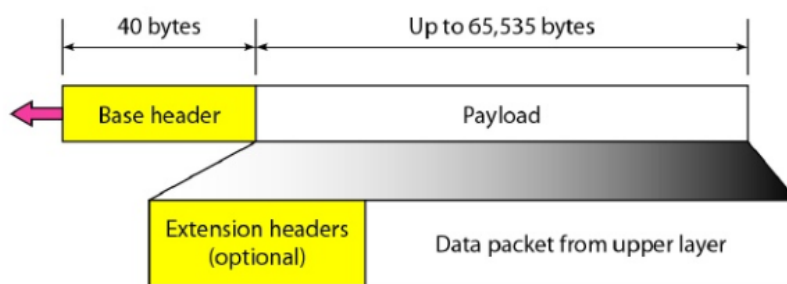 40 bytes
Up to 65,535 bytes
Base header
Payload
Extension headers
(optional)
Data packet from upper layer